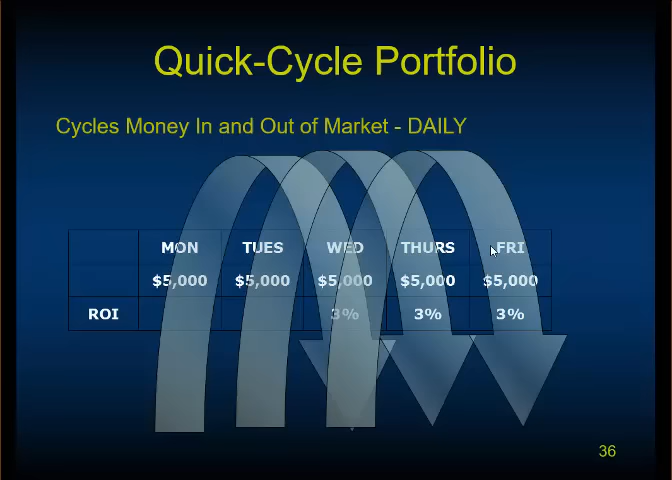 Quick-Cycle Portfolio
Cycles Money In and Out of Market - DAILY
MON TUES WED THURS FRI
$5,000 $5,000 $5,000 $5,000 $5,000
ROI 3% 3% 3%
36